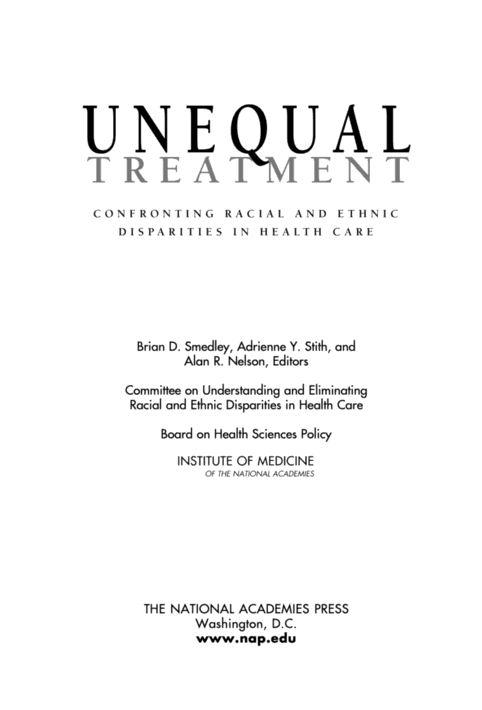 UNEQUAL
TREATMENT
CONFRONTING RACIAL AND ETHNIC
DISPARITIES IN HEALTH CARE
Brian D. Smedley, Adrienne Y. Stith, and
Alan R. Nelson, Editors
Committee on Understanding and Eliminating
Racial and Ethnic Disparities in Health Care
Board on Health Sciences Policy
INSTITUTE OF MEDICINE
OF THE NATIONAL ACADEMIES
THE NATIONAL ACADEMIES PRESS
Washington, D.C.
www.nap.edu